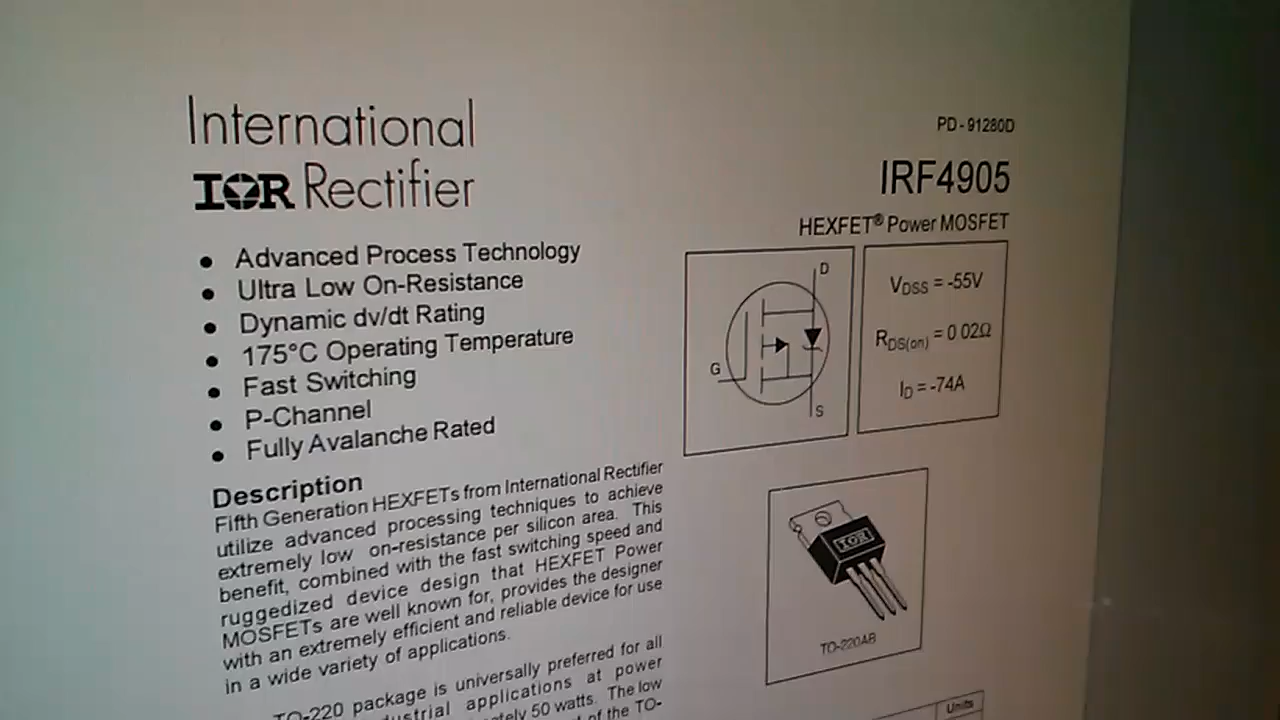 International
IOR Rectifier
PD - 91280D
IRF4905
HEXFET® Power MOSFET
● Advanced Process Technology
● Ultra Low On-Resistance
● Dynamic dv/dt Rating
● 175°C Operating Temperature
● Fast Switching
● P-Channel
● Fully Avalanche Rated
D
G
S
VDSS = -55V
RDS(on) = 0.02Ω
ID = -74A
Description
Fifth Generation HEXFETs from International Rectifier
utilize advanced processing techniques to achieve
extremely low on-resistance per silicon area. This
benefit, combined with the fast switching speed and
ruggedized device design that HEXFET Power
MOSFETs are well known for, provides the designer
with an extremely efficient and reliable device for use
in a wide variety of applications.
IOR
TO-220AB
TO-220 package is universally preferred for all
applications at power
50 watts. The low
of the TO-
Units